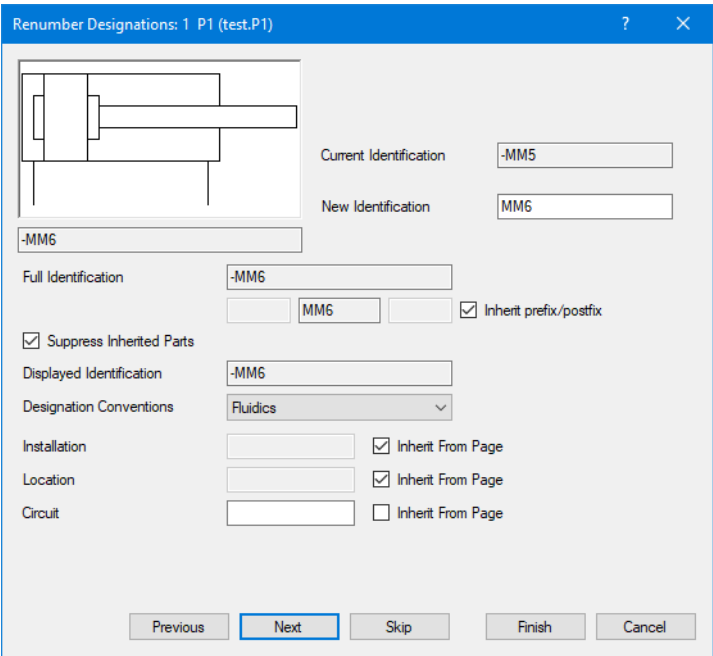 Renumber Designations: 1 P1 (test.P1) ?
Current Identification -MM5
New Identification MM6
-MM6
Full Identification -MM6
MM6 Inherit prefix/postfix
Suppress Inherited Parts
Displayed Identification -MM6
Designation Conventions Fluidics
Installation Inherit From Page
Location Inherit From Page
Circuit Inherit From Page
Previous Next Skip Finish Cancel